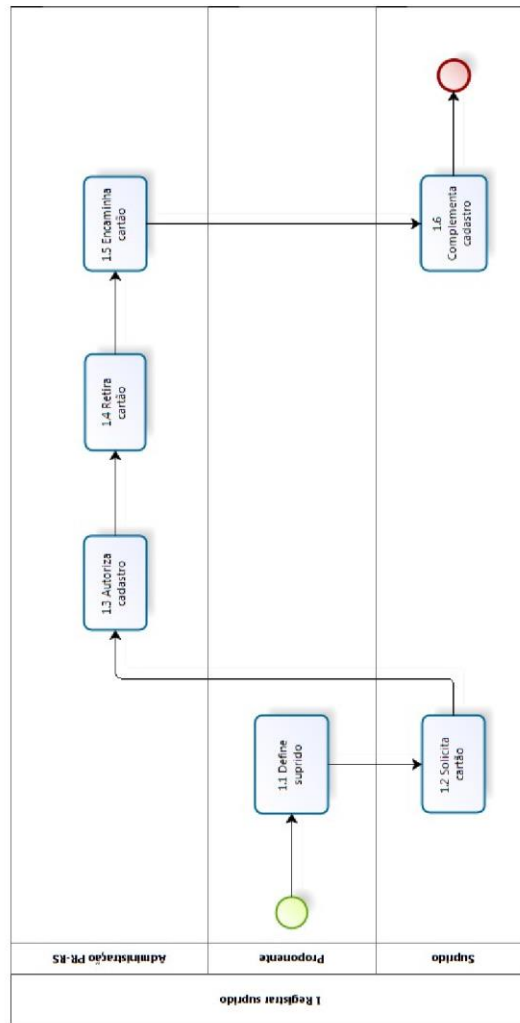 1 Registrar suprido
Administração PR-RS
Proponente
Suprido
1.1 Define
suprido
1.2 Solicita
cartão
1.3 Autoriza
cadastro
1.4 Retira
cartão
1.5 Encaminha
cartão
1.6
Complementa
cadastro